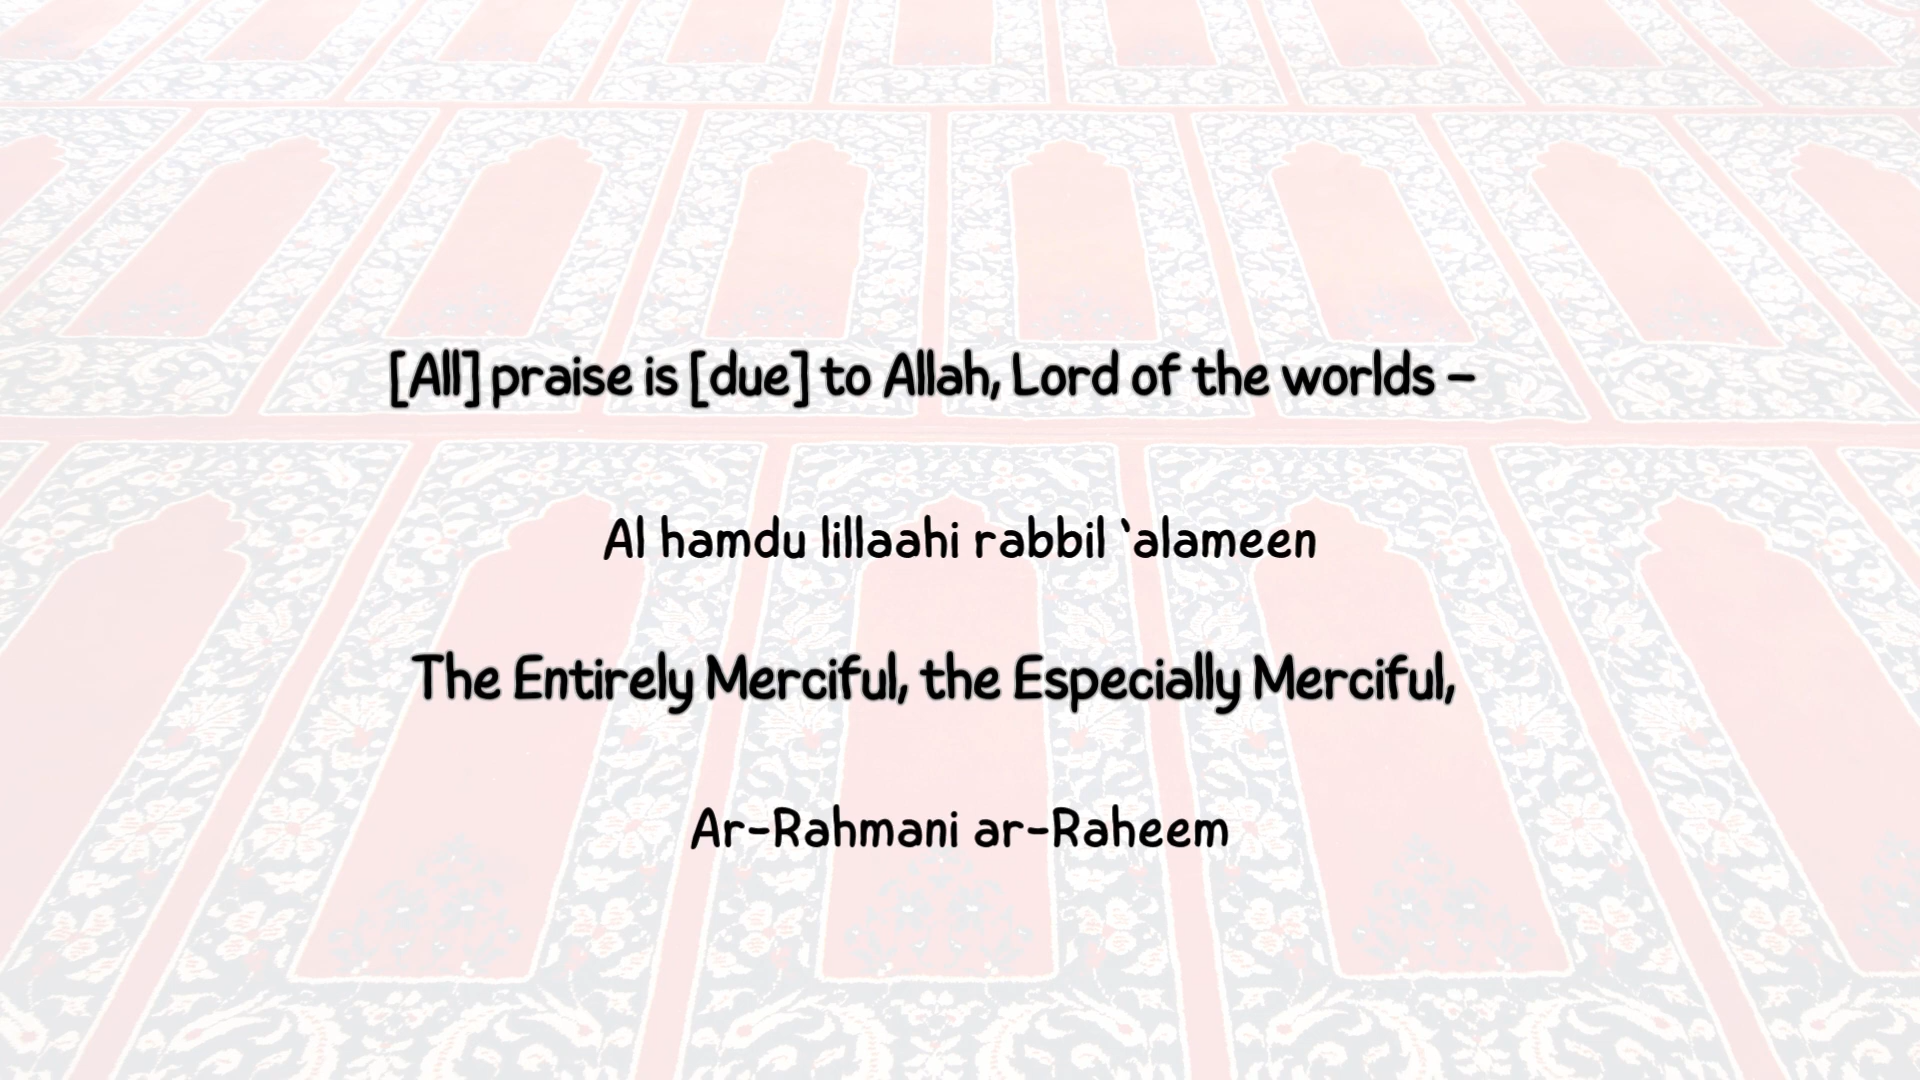 [All] praise is [due] to Allah, Lord of the worlds -
Al hamdu lillaahi rabbil `alameen
The Entirely Merciful, the Especially Merciful,
Ar-Rahmani ar-Raheem